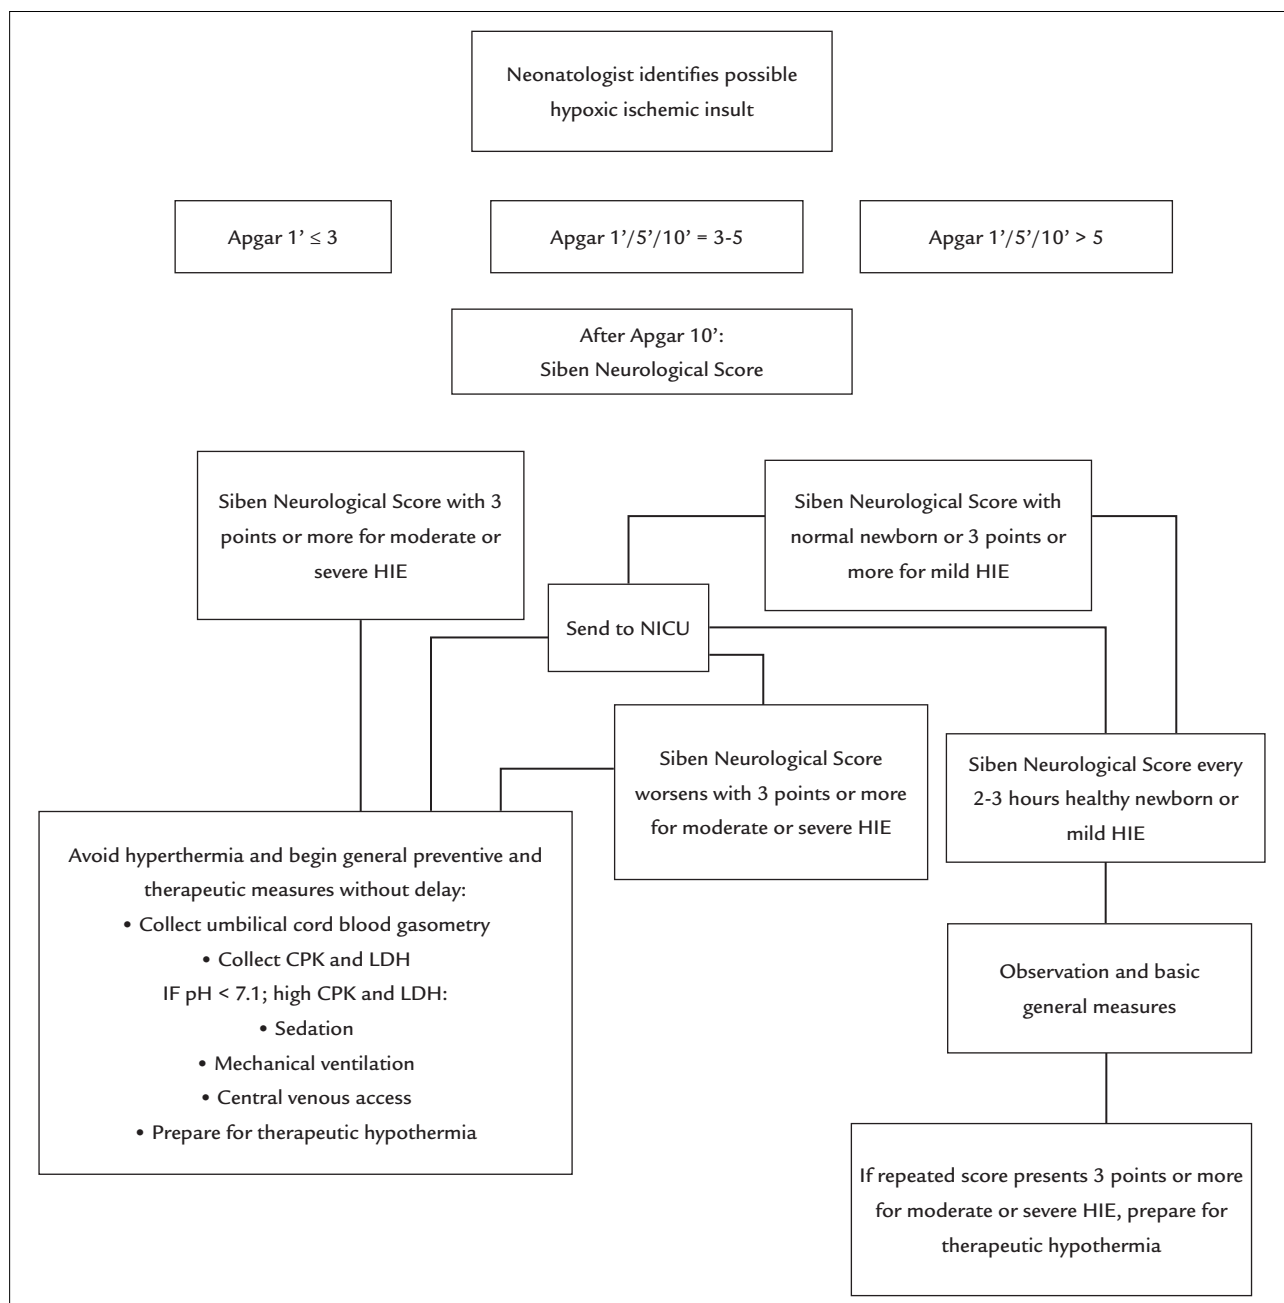 Neonatologist identifies possible
hypoxic ischemic insult
Apgar 1’ ≤ 3
Apgar 1’/5’/10’ = 3-5
Apgar 1’/5’/10’ > 5
After Apgar 10’:
Siben Neurological Score
Siben Neurological Score with 3
points or more for moderate or
severe HIE
Siben Neurological Score with
normal newborn or 3 points or
more for mild HIE
Send to NICU
Siben Neurological Score
worsens with 3 points or more
for moderate or severe HIE
Siben Neurological Score every
2-3 hours healthy newborn or
mild HIE
Avoid hyperthermia and begin general preventive and
therapeutic measures without delay:
• Collect umbilical cord blood gasometry
• Collect CPK and LDH
IF pH < 7.1; high CPK and LDH:
• Sedation
• Mechanical ventilation
• Central venous access
• Prepare for therapeutic hypothermia
Observation and basic
general measures
If repeated score presents 3 points or more
for moderate or severe HIE, prepare for
therapeutic hypothermia